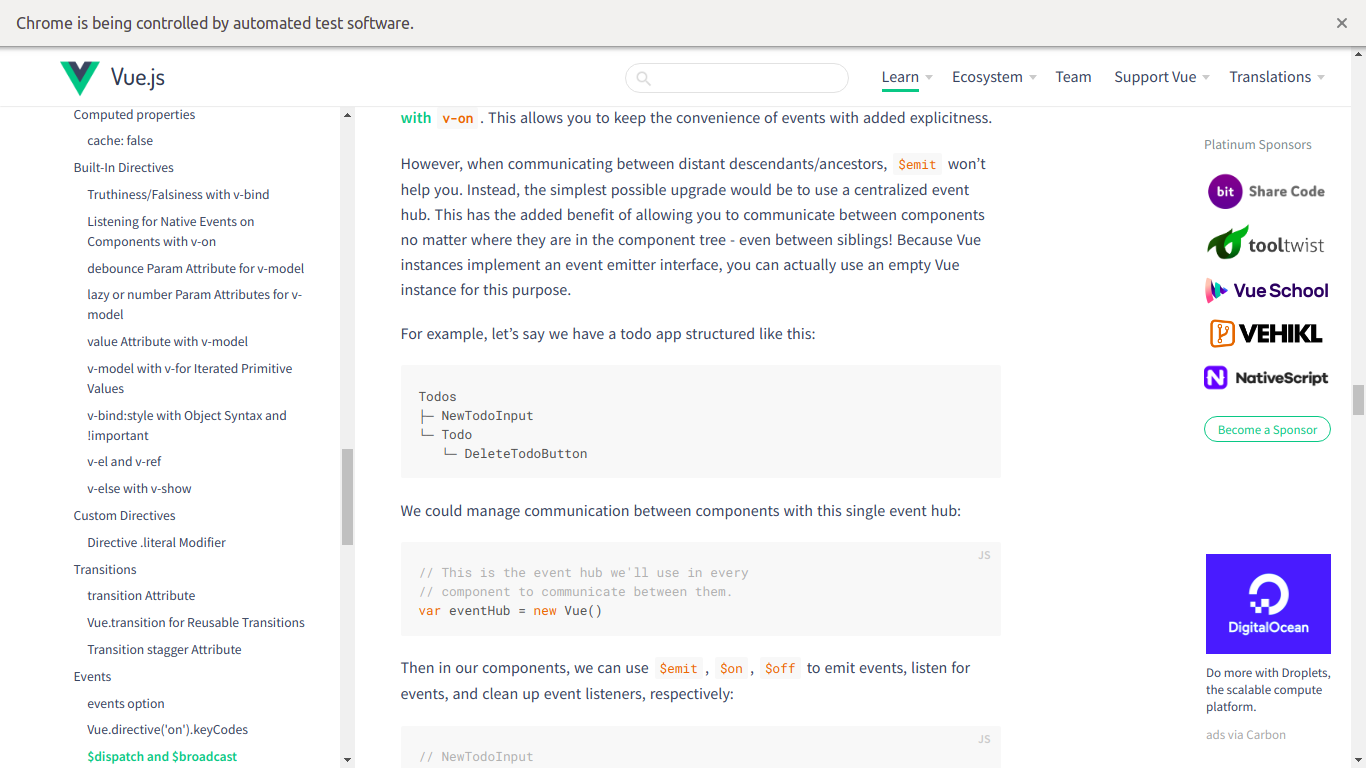 Chrome is being controlled by automated test software.
Vue.js
Learn
Ecosystem
Team
Support Vue
Translations
Computed properties
cache: false
Built-In Directives
Truthiness/Falsiness with v-bind
Listening for Native Events on
Components with v-on
debounce Param Attribute for v-model
lazy or number Param Attributes for v-
model
value Attribute with v-model
v-model with v-for Iterated Primitive
Values
v-bind:style with Object Syntax and
!important
v-el and v-ref
v-else with v-show
Custom Directives
Directive .literal Modifier
Transitions
transition Attribute
Vue.transition for Reusable Transitions
Transition stagger Attribute
Events
events option
Vue.directive('on').keyCodes
$dispatch and $broadcast
with v-on . This allows you to keep the convenience of events with added explicitness.
However, when communicating between distant descendants/ancestors, $emit won’t
help you. Instead, the simplest possible upgrade would be to use a centralized event
hub. This has the added benefit of allowing you to communicate between components
no matter where they are in the component tree - even between siblings! Because Vue
instances implement an event emitter interface, you can actually use an empty Vue
instance for this purpose.
For example, let’s say we have a todo app structured like this:
Todos
├─ NewTodoInput
└─ Todo
   └─ DeleteTodoButton
We could manage communication between components with this single event hub:
JS
// This is the event hub we'll use in every
// component to communicate between them.
var eventHub = new Vue()
Then in our components, we can use $emit , $on , $off to emit events, listen for
events, and clean up event listeners, respectively:
JS
// NewTodoInput
Platinum Sponsors
bit Share Code
tooltwist
Vue School
VEHIKL
N NativeScript
Become a Sponsor
DigitalOcean
Do more with Droplets,
the scalable compute
platform.
ads via Carbon